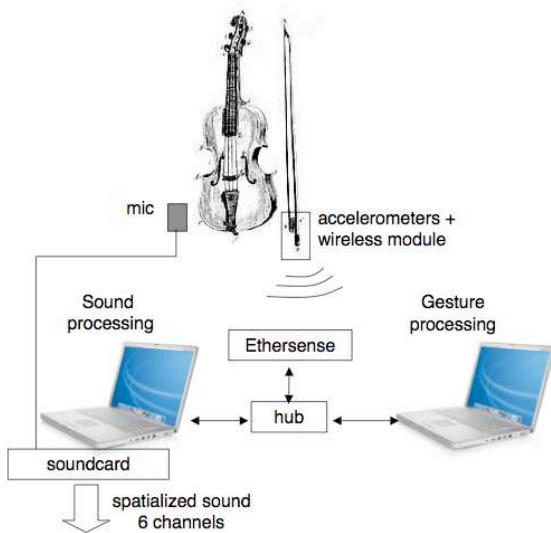 mic
accelerometers +
wireless module
Sound
processing
Gesture
processing
Ethersense
hub
soundcard
spatialized sound
6 channels